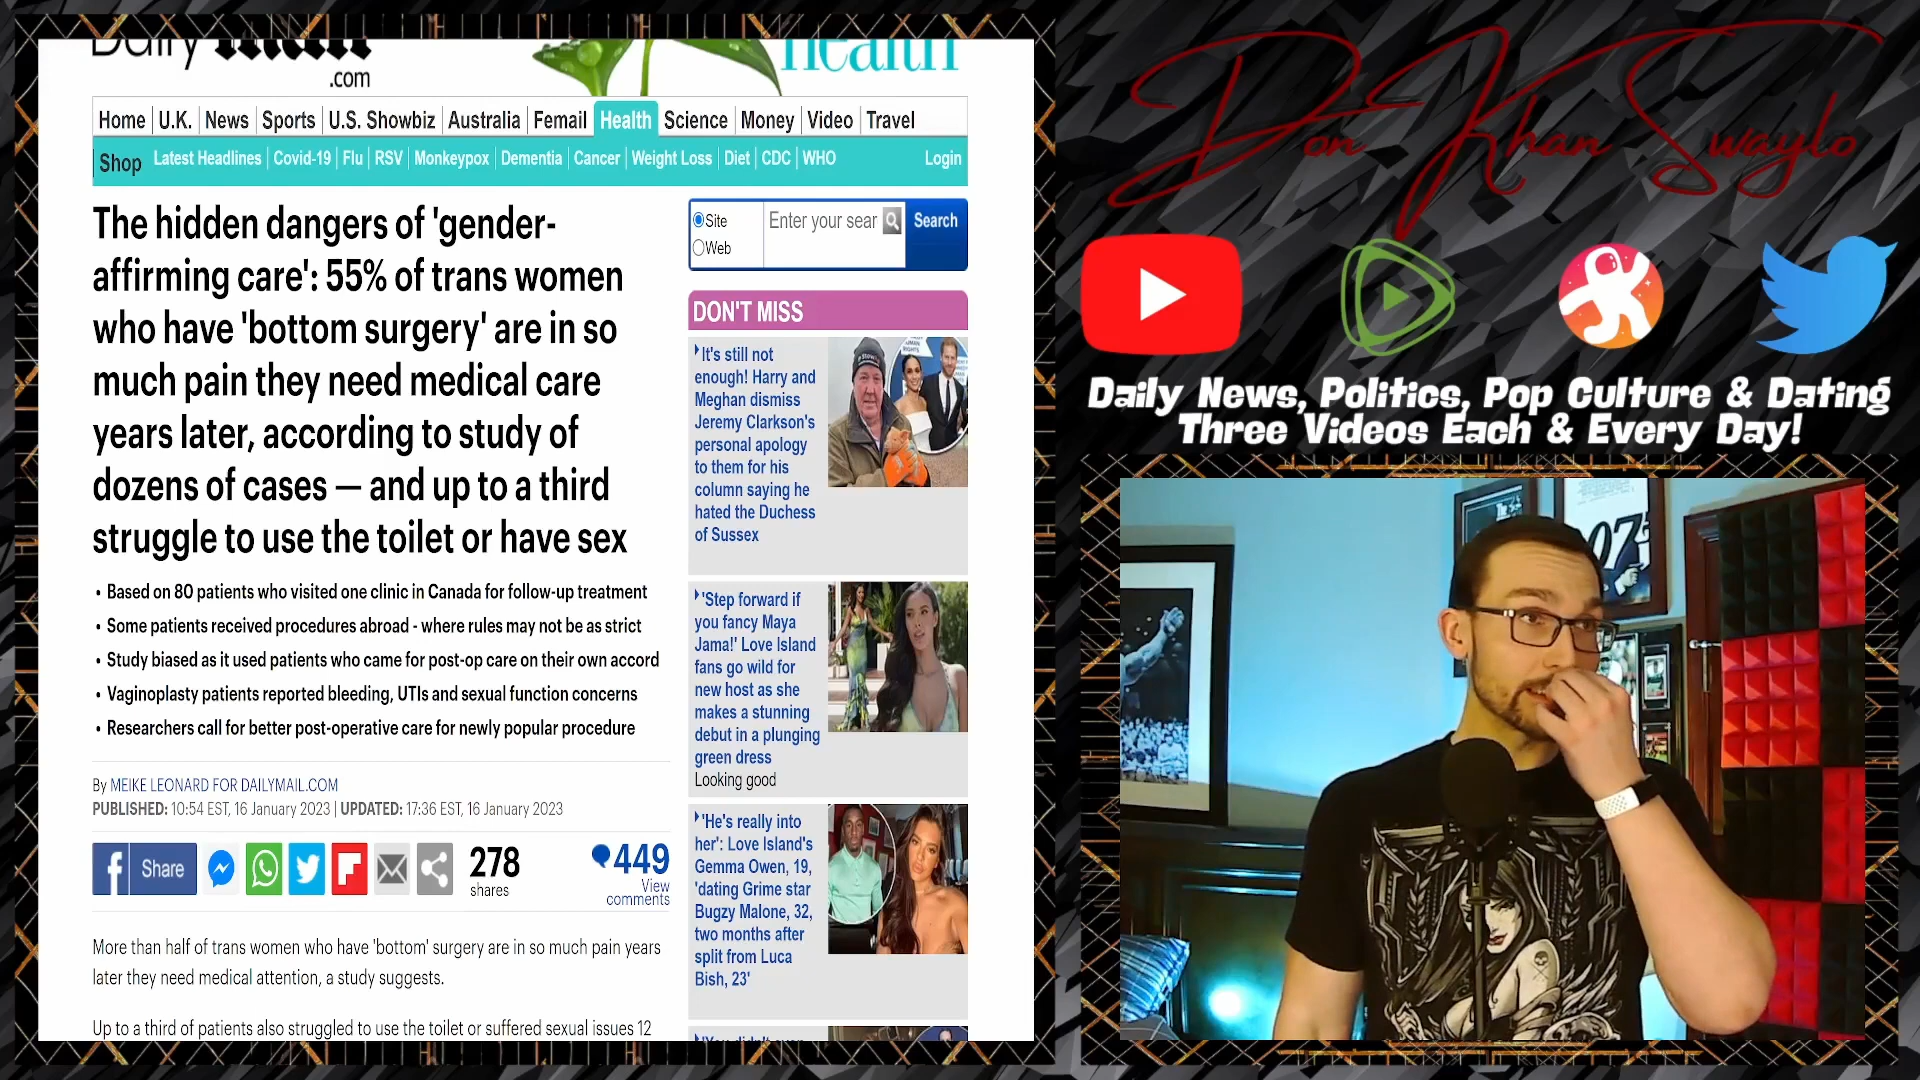 Daily Mail
.com
health
Home U.K. News Sports U.S. Showbiz Australia Femail Health Science Money Video Travel
Shop Latest Headlines Covid-19 Flu RSV Monkeypox Dementia Cancer Weight Loss Diet CDC WHO Login
The hidden dangers of 'gender-
affirming care': 55% of trans women
who have 'bottom surgery' are in so
much pain they need medical care
years later, according to study of
dozens of cases — and up to a third
struggle to use the toilet or have sex
• Based on 80 patients who visited one clinic in Canada for follow-up treatment
• Some patients received procedures abroad - where rules may not be as strict
• Study biased as it used patients who came for post-op care on their own accord
• Vaginoplasty patients reported bleeding, UTIs and sexual function concerns
• Researchers call for better post-operative care for newly popular procedure
By MEIKE LEONARD FOR DAILYMAIL.COM
PUBLISHED: 10:54 EST, 16 January 2023 | UPDATED: 17:36 EST, 16 January 2023
f Share
278
shares
449
View
comments
More than half of trans women who have 'bottom' surgery are in so much pain years
later they need medical attention, a study suggests.
Up to a third of patients also struggled to use the toilet or suffered sexual issues 12
Site
Web
Enter your sear
Search
DON'T MISS
It's still not
enough! Harry and
Meghan dismiss
Jeremy Clarkson's
personal apology
to them for his
column saying he
hated the Duchess
of Sussex
'Step forward if
you fancy Maya
Jama!' Love Island
fans go wild for
new host as she
makes a stunning
debut in a plunging
green dress
Looking good
'He's really into
her': Love Island's
Gemma Owen, 19,
'dating Grime star
Bugzy Malone, 32,
two months after
split from Luca
Bish, 23'
Don Khan Swaylo
Daily News, Politics, Pop Culture & Dating
Three Videos Each & Every Day!
007